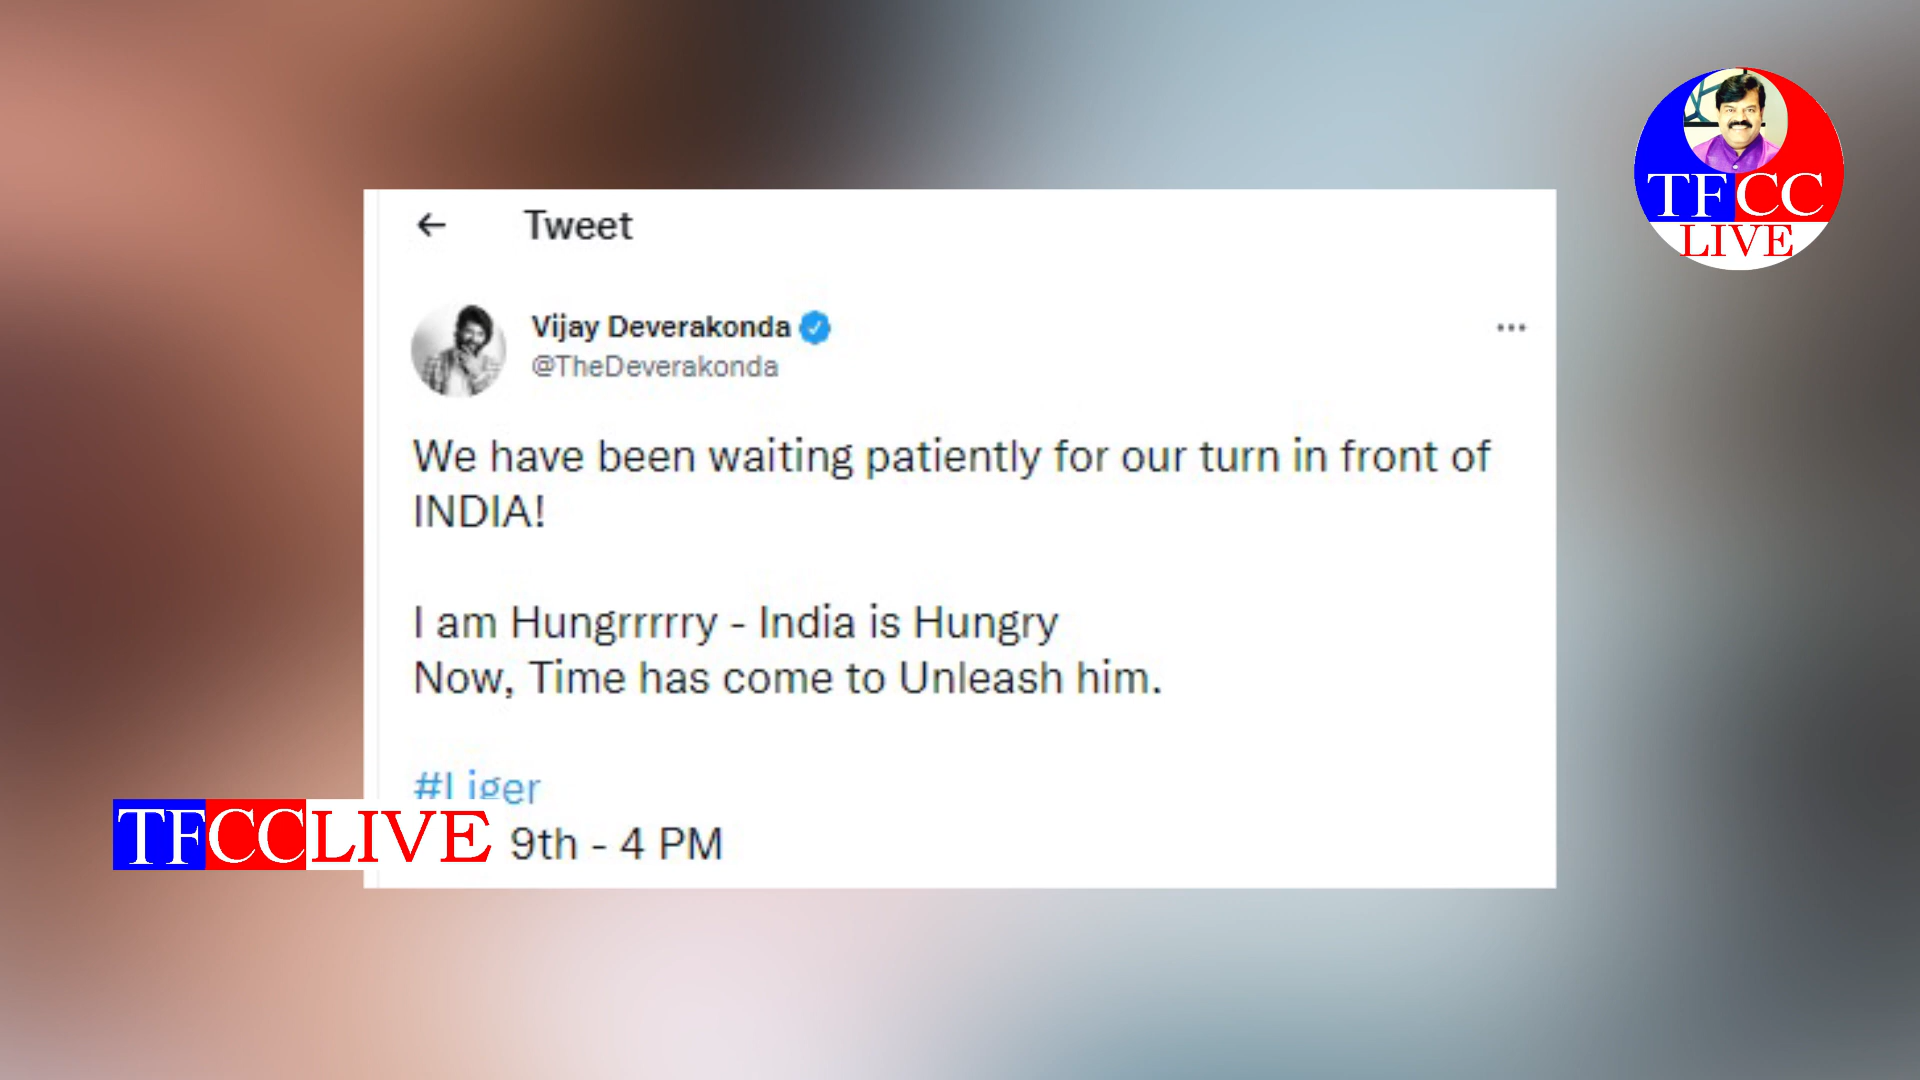 Tweet
Vijay Deverakonda
@TheDeverakonda
We have been waiting patiently for our turn in front of
INDIA!
I am Hungrrrrry - India is Hungry
Now, Time has come to Unleash him.
#Liger
9th - 4 PM
TFCCLIVE
TFCC
LIVE